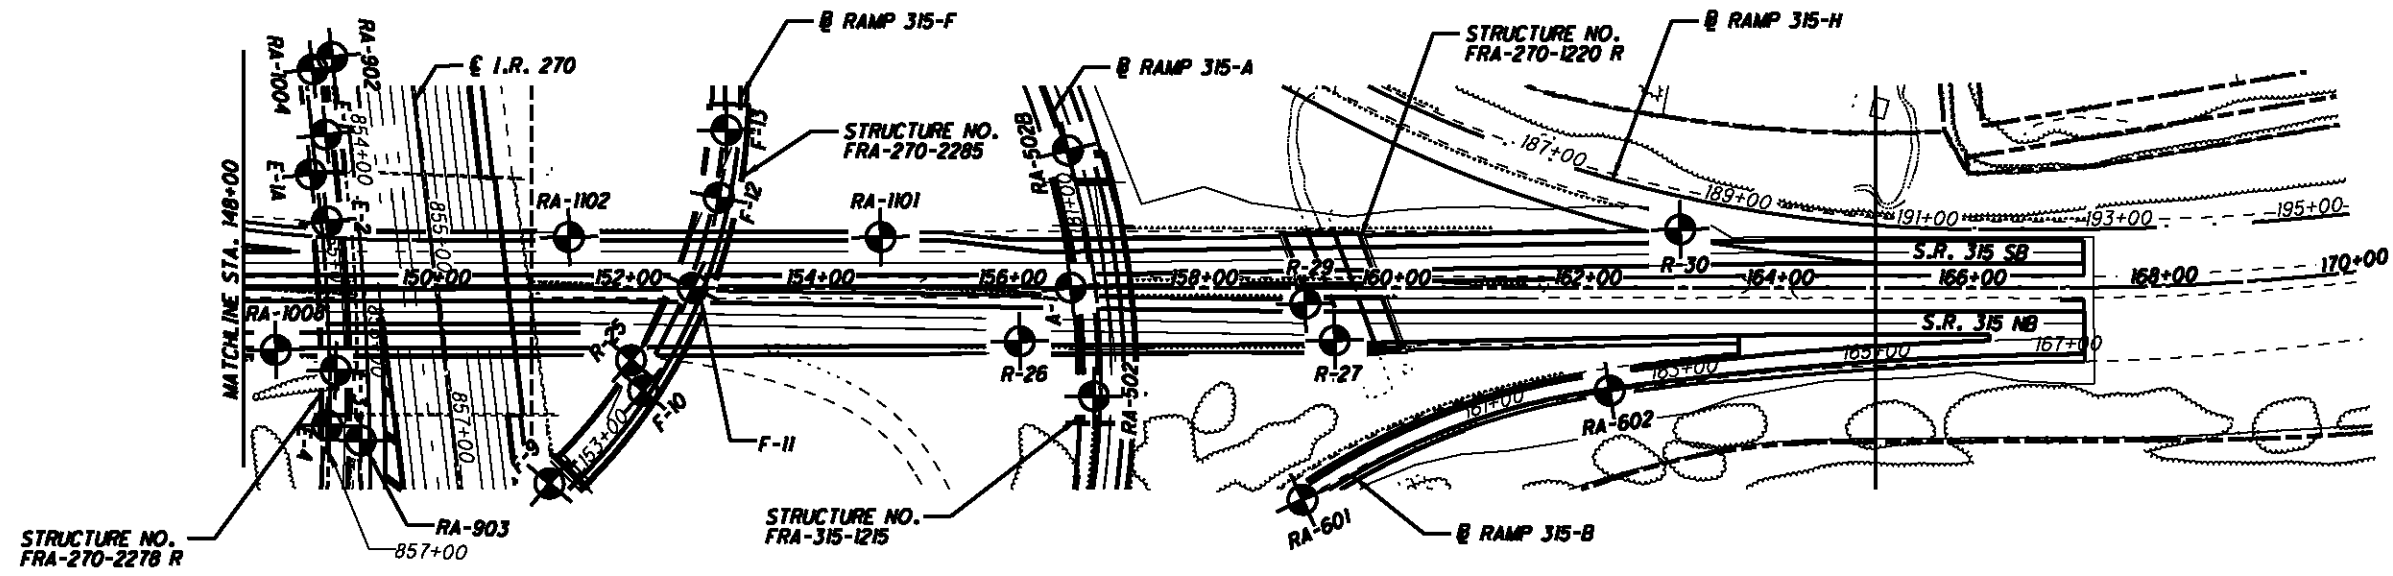 RAMP 315-F
RAMP 315-H
STRUCTURE NO.
FRA-270-1220 R
RA-902
RA-1004
℄ I.R. 270
RAMP 315-A
STRUCTURE NO.
FRA-270-2285
F-13
F-12
RA-502B
854+00
855+00
E-1A
E-2
MATCHLINE STA. 148+00
RA-1102
RA-1101
187+00
189+00
191+00
193+00
195+00
S.R. 315 SB
R-30
R-29
150+00
152+00
154+00
156+00
158+00
160+00
162+00
164+00
166+00
168+00
170+00
RA-1008
R-25
R-26
R-27
RA-502
S.R. 315 NB
161+00
163+00
165+00
167+00
857+00
E-4
F-10
F-11
153+00
RA-602
RA-601
RAMP 315-B
STRUCTURE NO.
FRA-315-1215
RA-903
857+00
STRUCTURE NO.
FRA-270-2278 R